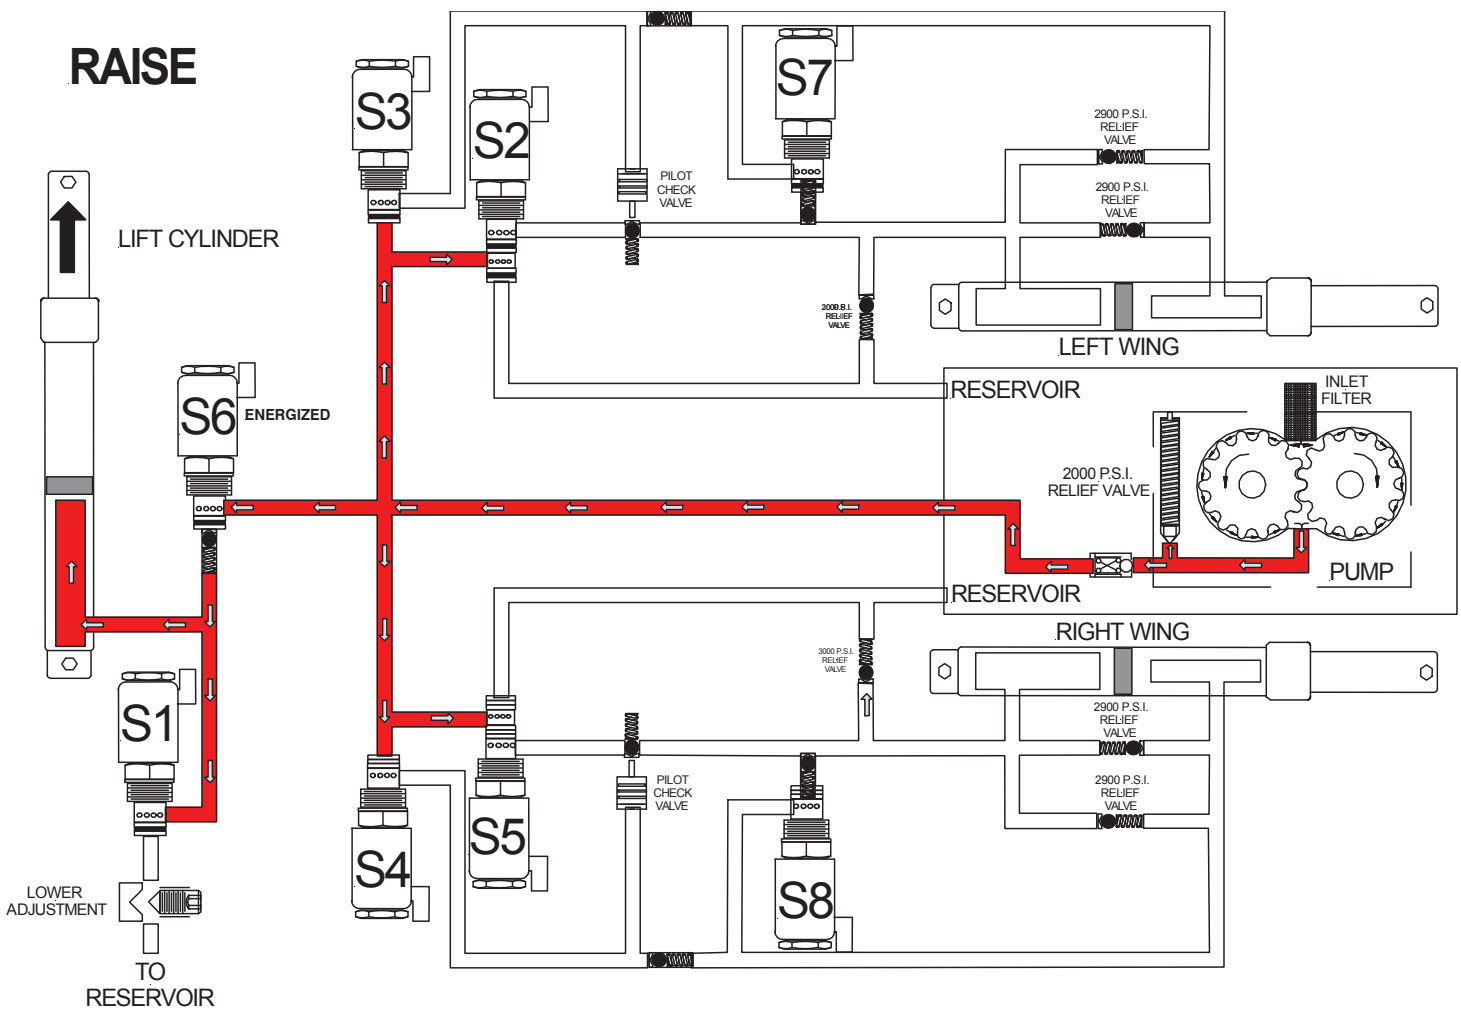 RAISE
S3
S2
S7
2900 P.S.I.
RELIEF
VALVE
PILOT
CHECK
VALVE
2900 P.S.I.
RELIEF
VALVE
LIFT CYLINDER
RELIEF
VALVE
LEFT WING
RESERVOIR
INLET
FILTER
S6
ENERGIZED
2000 P.S.I.
RELIEF VALVE
PUMP
RESERVOIR
RIGHT WING
3000 P.S.I.
RELIEF
VALVE
S1
2900 P.S.I.
RELIEF
VALVE
PILOT
CHECK
VALVE
2900 P.S.I.
RELIEF
VALVE
S5
S4
S8
LOWER
ADJUSTMENT
TO
RESERVOIR